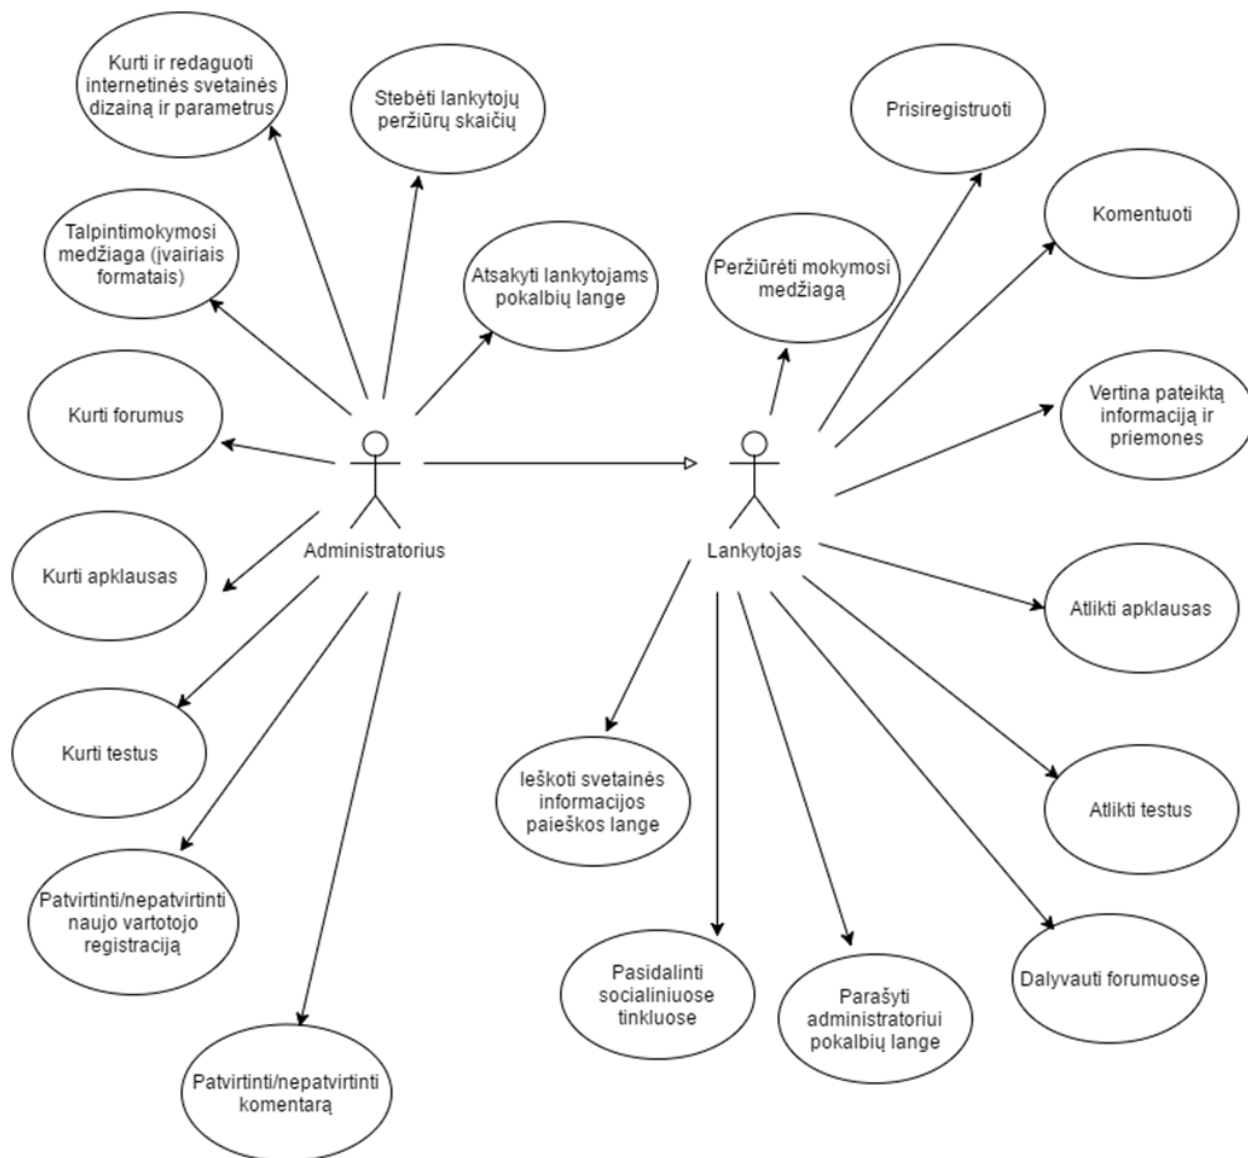 Kurti ir redaguoti
internetinės svetainės
dizainą ir parametrus
Stebėti lankytojų
peržiūrų skaičių
Prisiregistruoti
Komentuoti
Talpintimokymosi
medžiaga (įvairiais
formatais)
Atsakyti lankytojams
pokalbių lange
Peržiūrėti mokymosi
medžiagą
Kurti forumus
Vertina pateiktą
informaciją ir
priemones
Administratorius
Lankytojas
Kurti apklausas
Atlikti apklausas
Kurti testus
Ieškoti svetainės
informacijos
paieškos lange
Atlikti testus
Patvirtinti/nepatvirtinti
naujo vartotojo
registraciją
Pasidalinti
socialiniuose
tinkluose
Parašyti
administratoriui
pokalbių lange
Dalyvauti forumuose
Patvirtinti/nepatvirtinti
komentarą